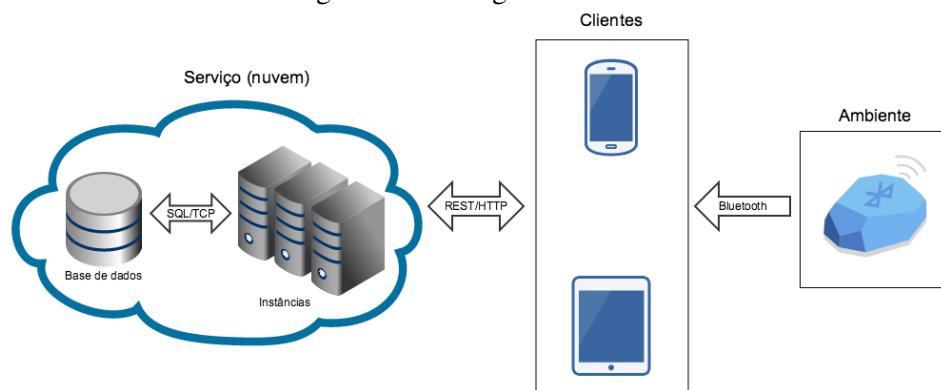 Clientes
Serviço (nuvem)
Ambiente
SQL/TCP
REST/HTTP
Bluetooth
Base de dados
Instâncias